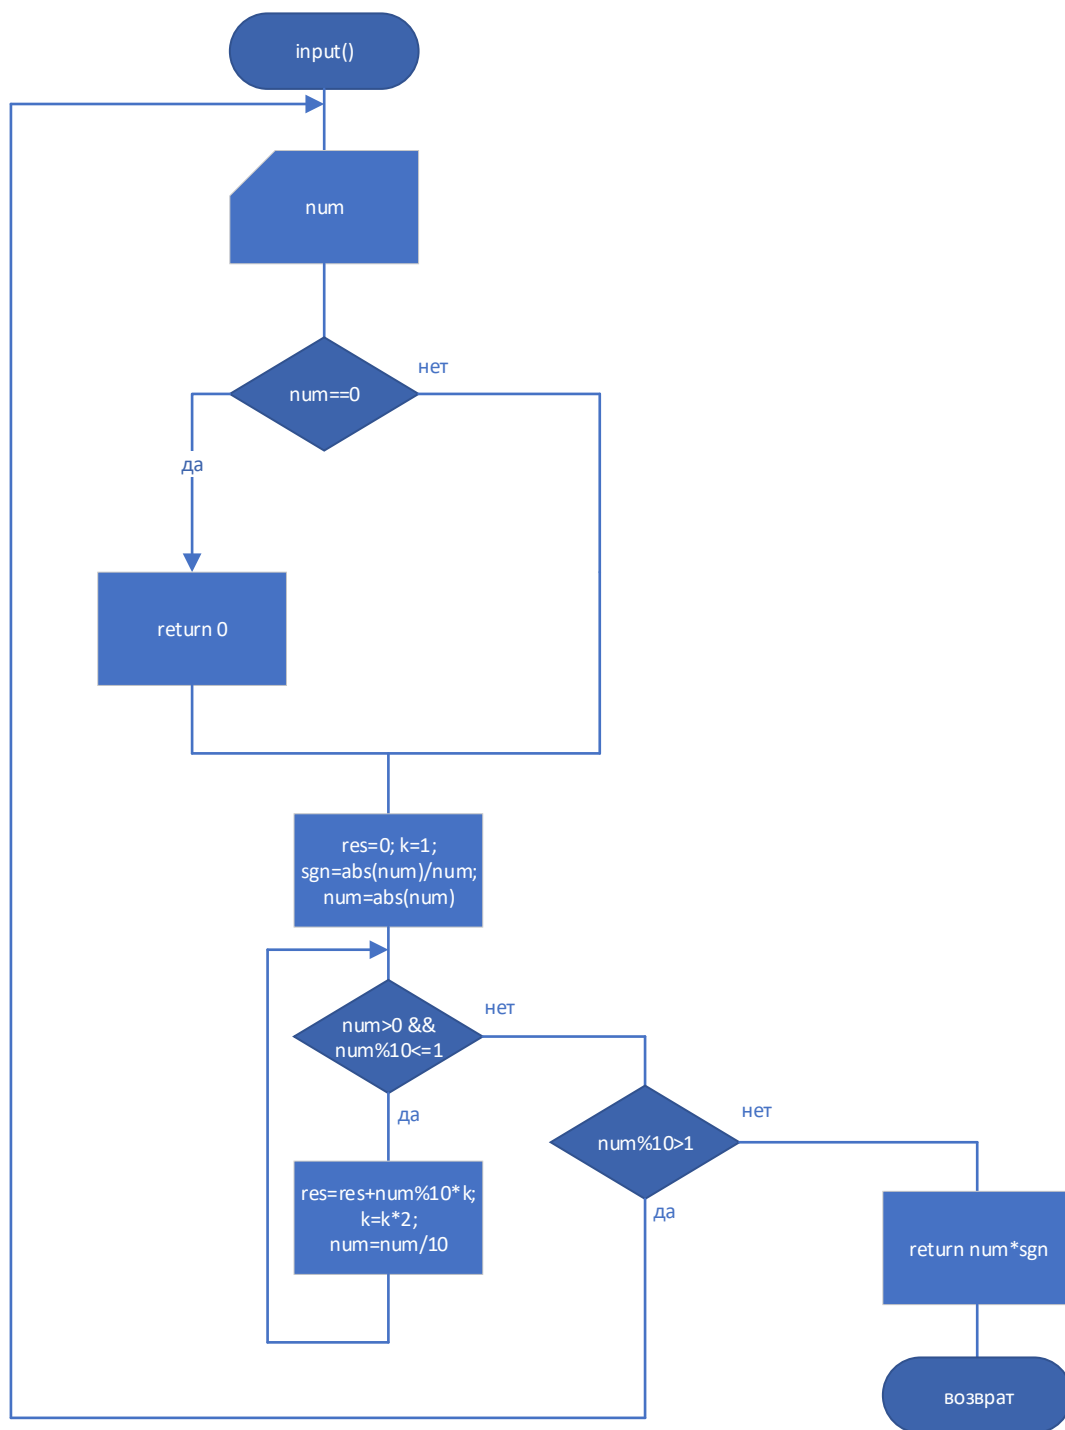 input()
num
num==0
нет
да
return 0
res=0; k=1;
sgn=abs(num)/num;
num=abs(num)
num>0 &&
num%10<=1
нет
да
res=res+num%10*k;
k=k*2;
num=num/10
num%10>1
нет
да
return num*sgn
возврат